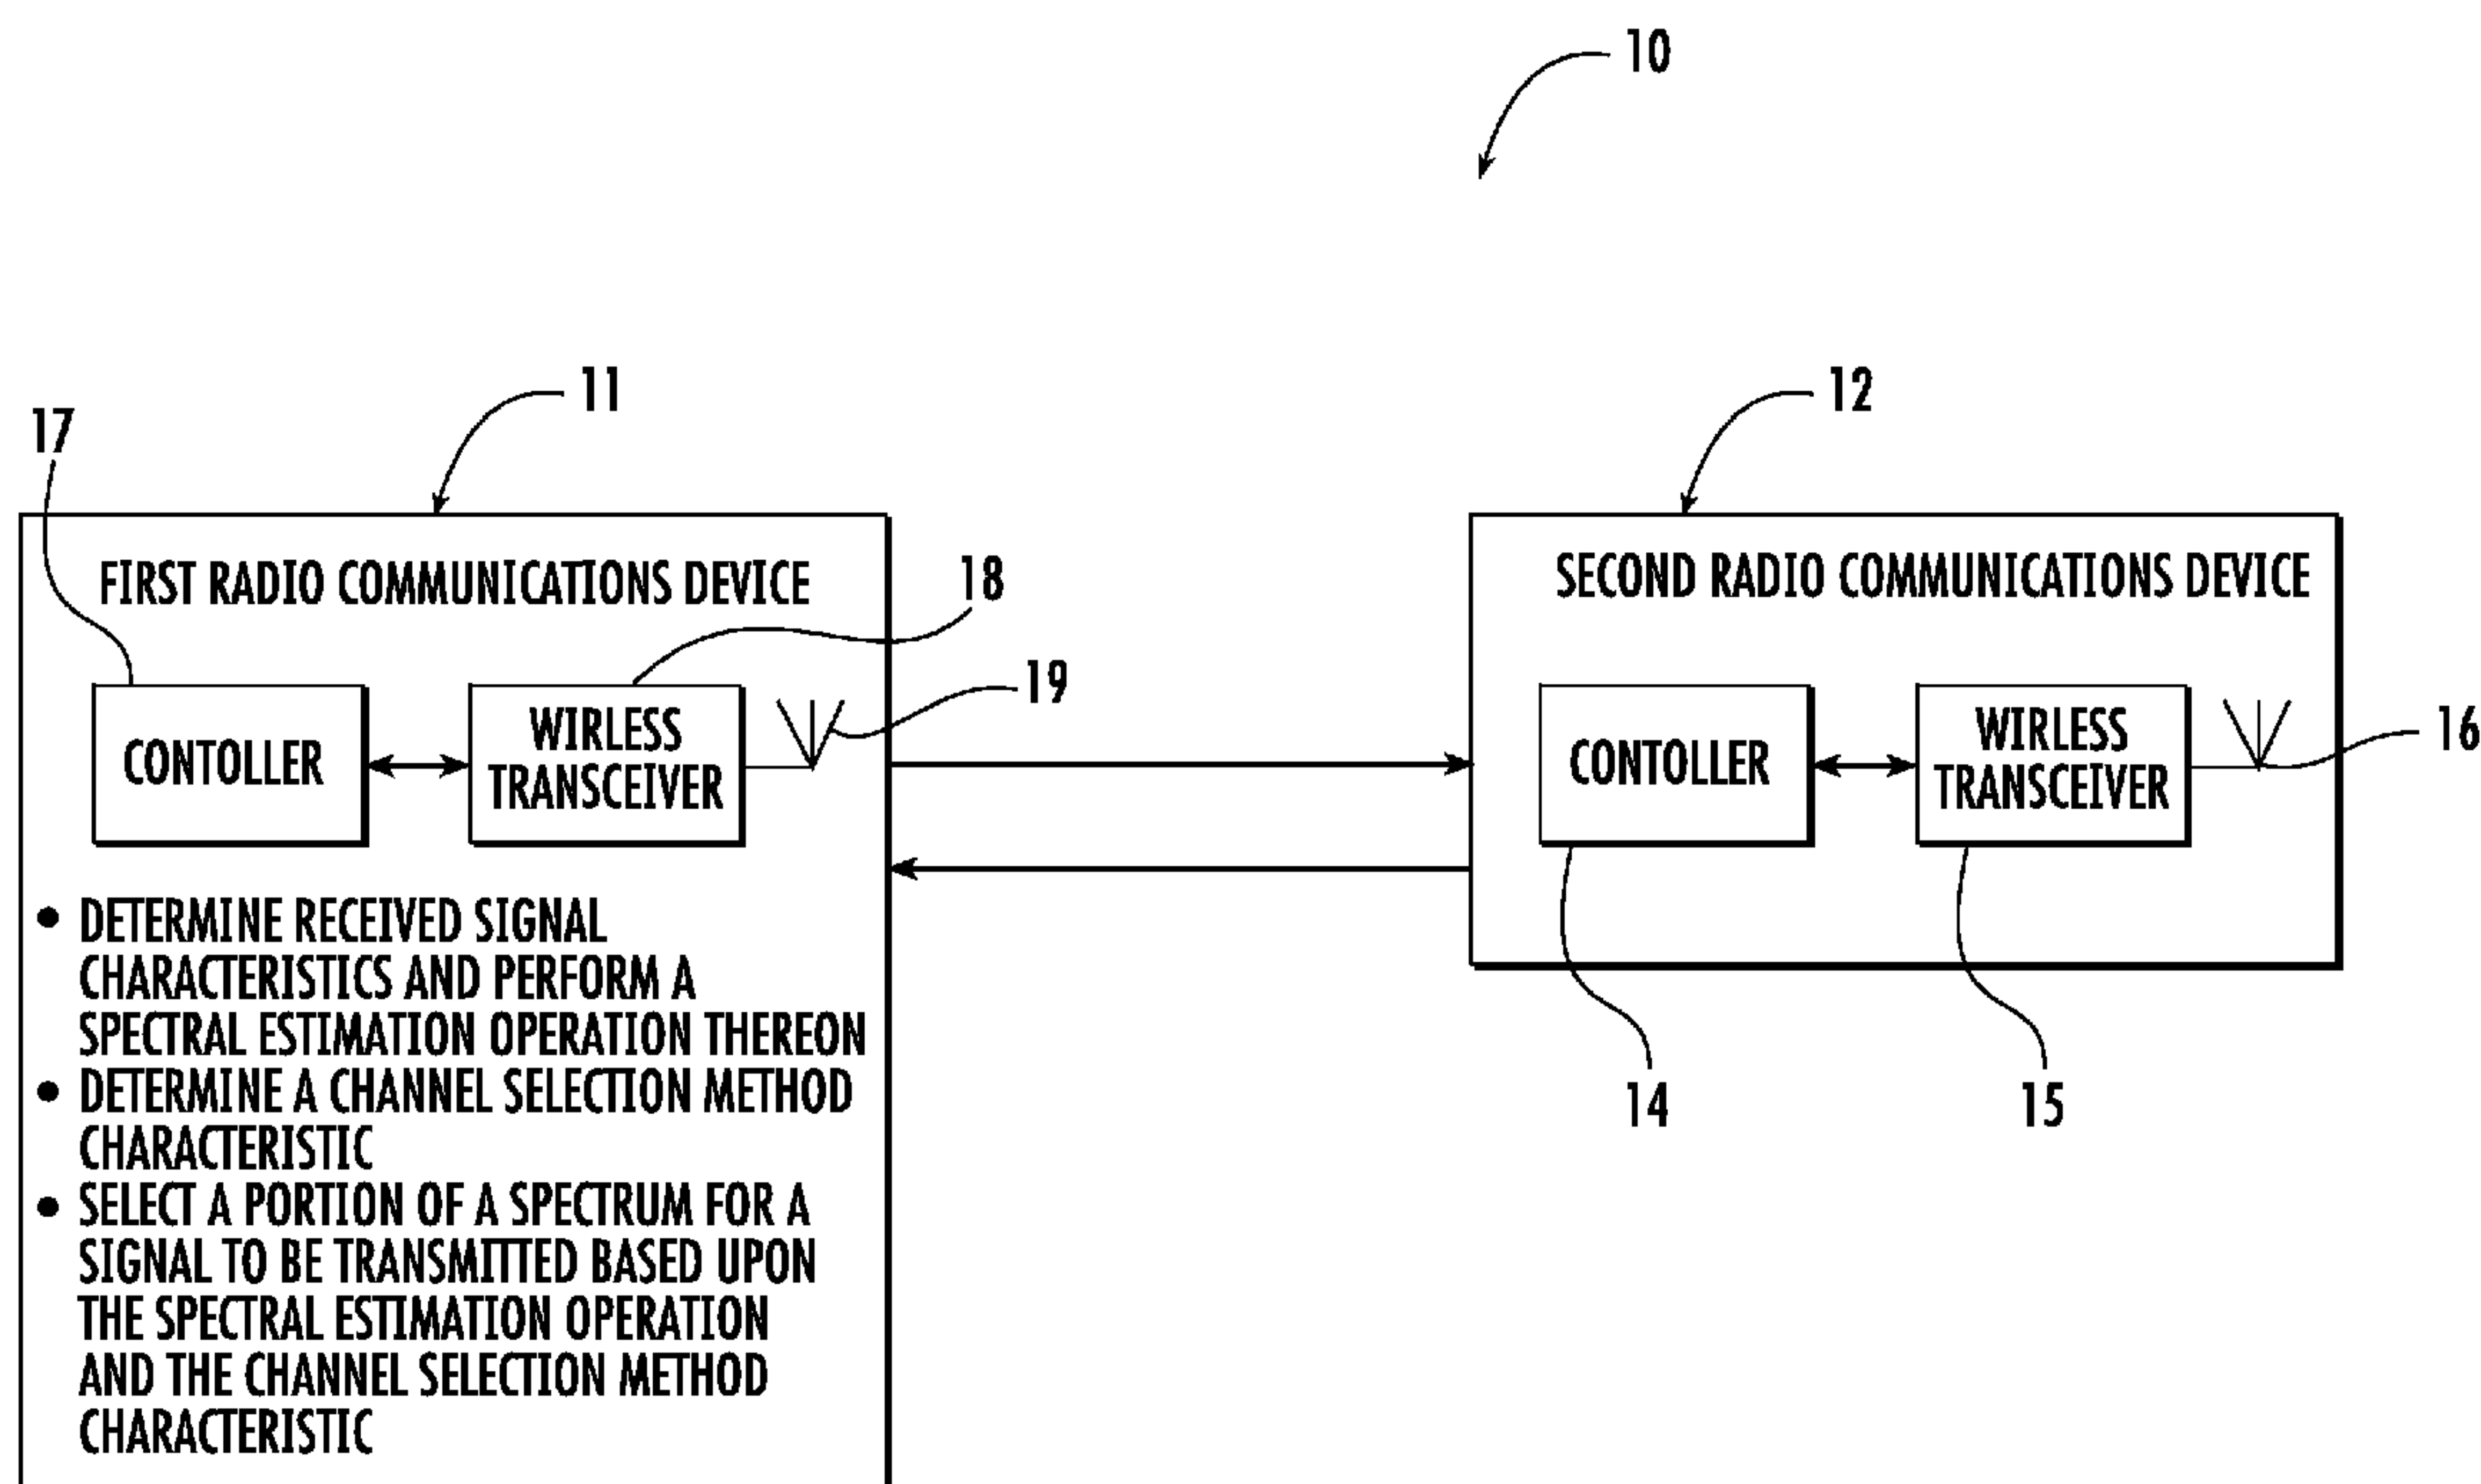 10
11
12
17
FIRST RADIO COMMUNICATIONS DEVICE
18
SECOND RADIO COMMUNICATIONS DEVICE
19
CONTOLLER
WIRLESS
TRANSCEIVER
CONTOLLER
WIRLESS
TRANSCEIVER
16
• DETERMINE RECEIVED SIGNAL
CHARACTERISTICS AND PERFORM A
SPECTRAL ESTIMATION OPERATION THEREON
• DETERMINE A CHANNEL SELECTION METHOD
CHARACTERISTIC
• SELECT A PORTION OF A SPECTRUM FOR A
SIGNAL TO BE TRANSMITTED BASED UPON
THE SPECTRAL ESTIMATION OPERATION
AND THE CHANNEL SELECTION METHOD
CHARACTERISTIC
14
15